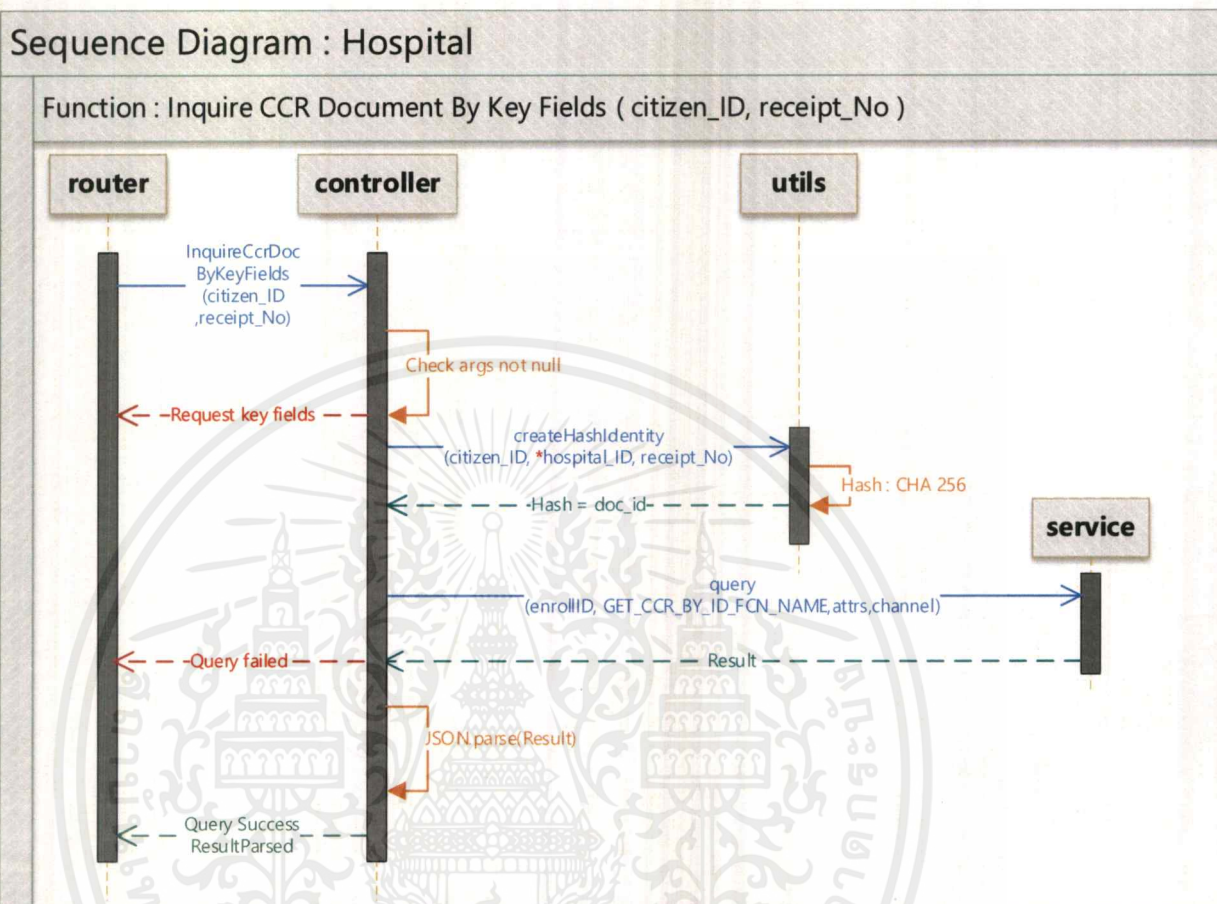 Sequence Diagram : Hospital
Function : Inquire CCR Document By Key Fields ( citizen_ID, receipt_No )
router
controller
utils
InquireCcrDoc
ByKeyFields
(citizen_ID
,receipt_No)
Check args not null
Request key fields
createHashIdentity
(citizen_ID, *hospital_ID, receipt_No)
Hash : CHA 256
Hash = doc_id
service
query
(enrollID, GET_CCR_BY_ID_FCN_NAME,attrs,channel)
Query failed
Result
JSON.parse(Result)
Query Success
ResultParsed